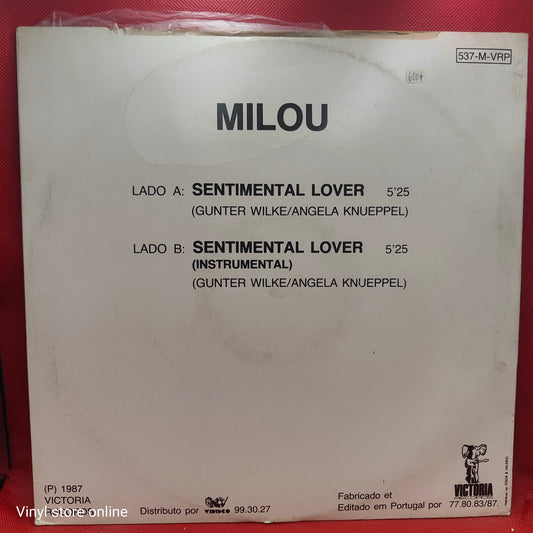 537-M-VRP
MILOU
LADO A: SENTIMENTAL LOVER 5'25
(GUNTER WILKE/ANGELA KNUEPPEL)
LADO B: SENTIMENTAL LOVER 5'25
(INSTRUMENTAL)
(GUNTER WILKE/ANGELA KNUEPPEL)
(P) 1987
VICTORIA
RECORDS
Distributo por VIDISCO 99.30.27
Fabricado et
Editado em Portugal por 77.80.83/87.
VICTORIA
Vinyl store online